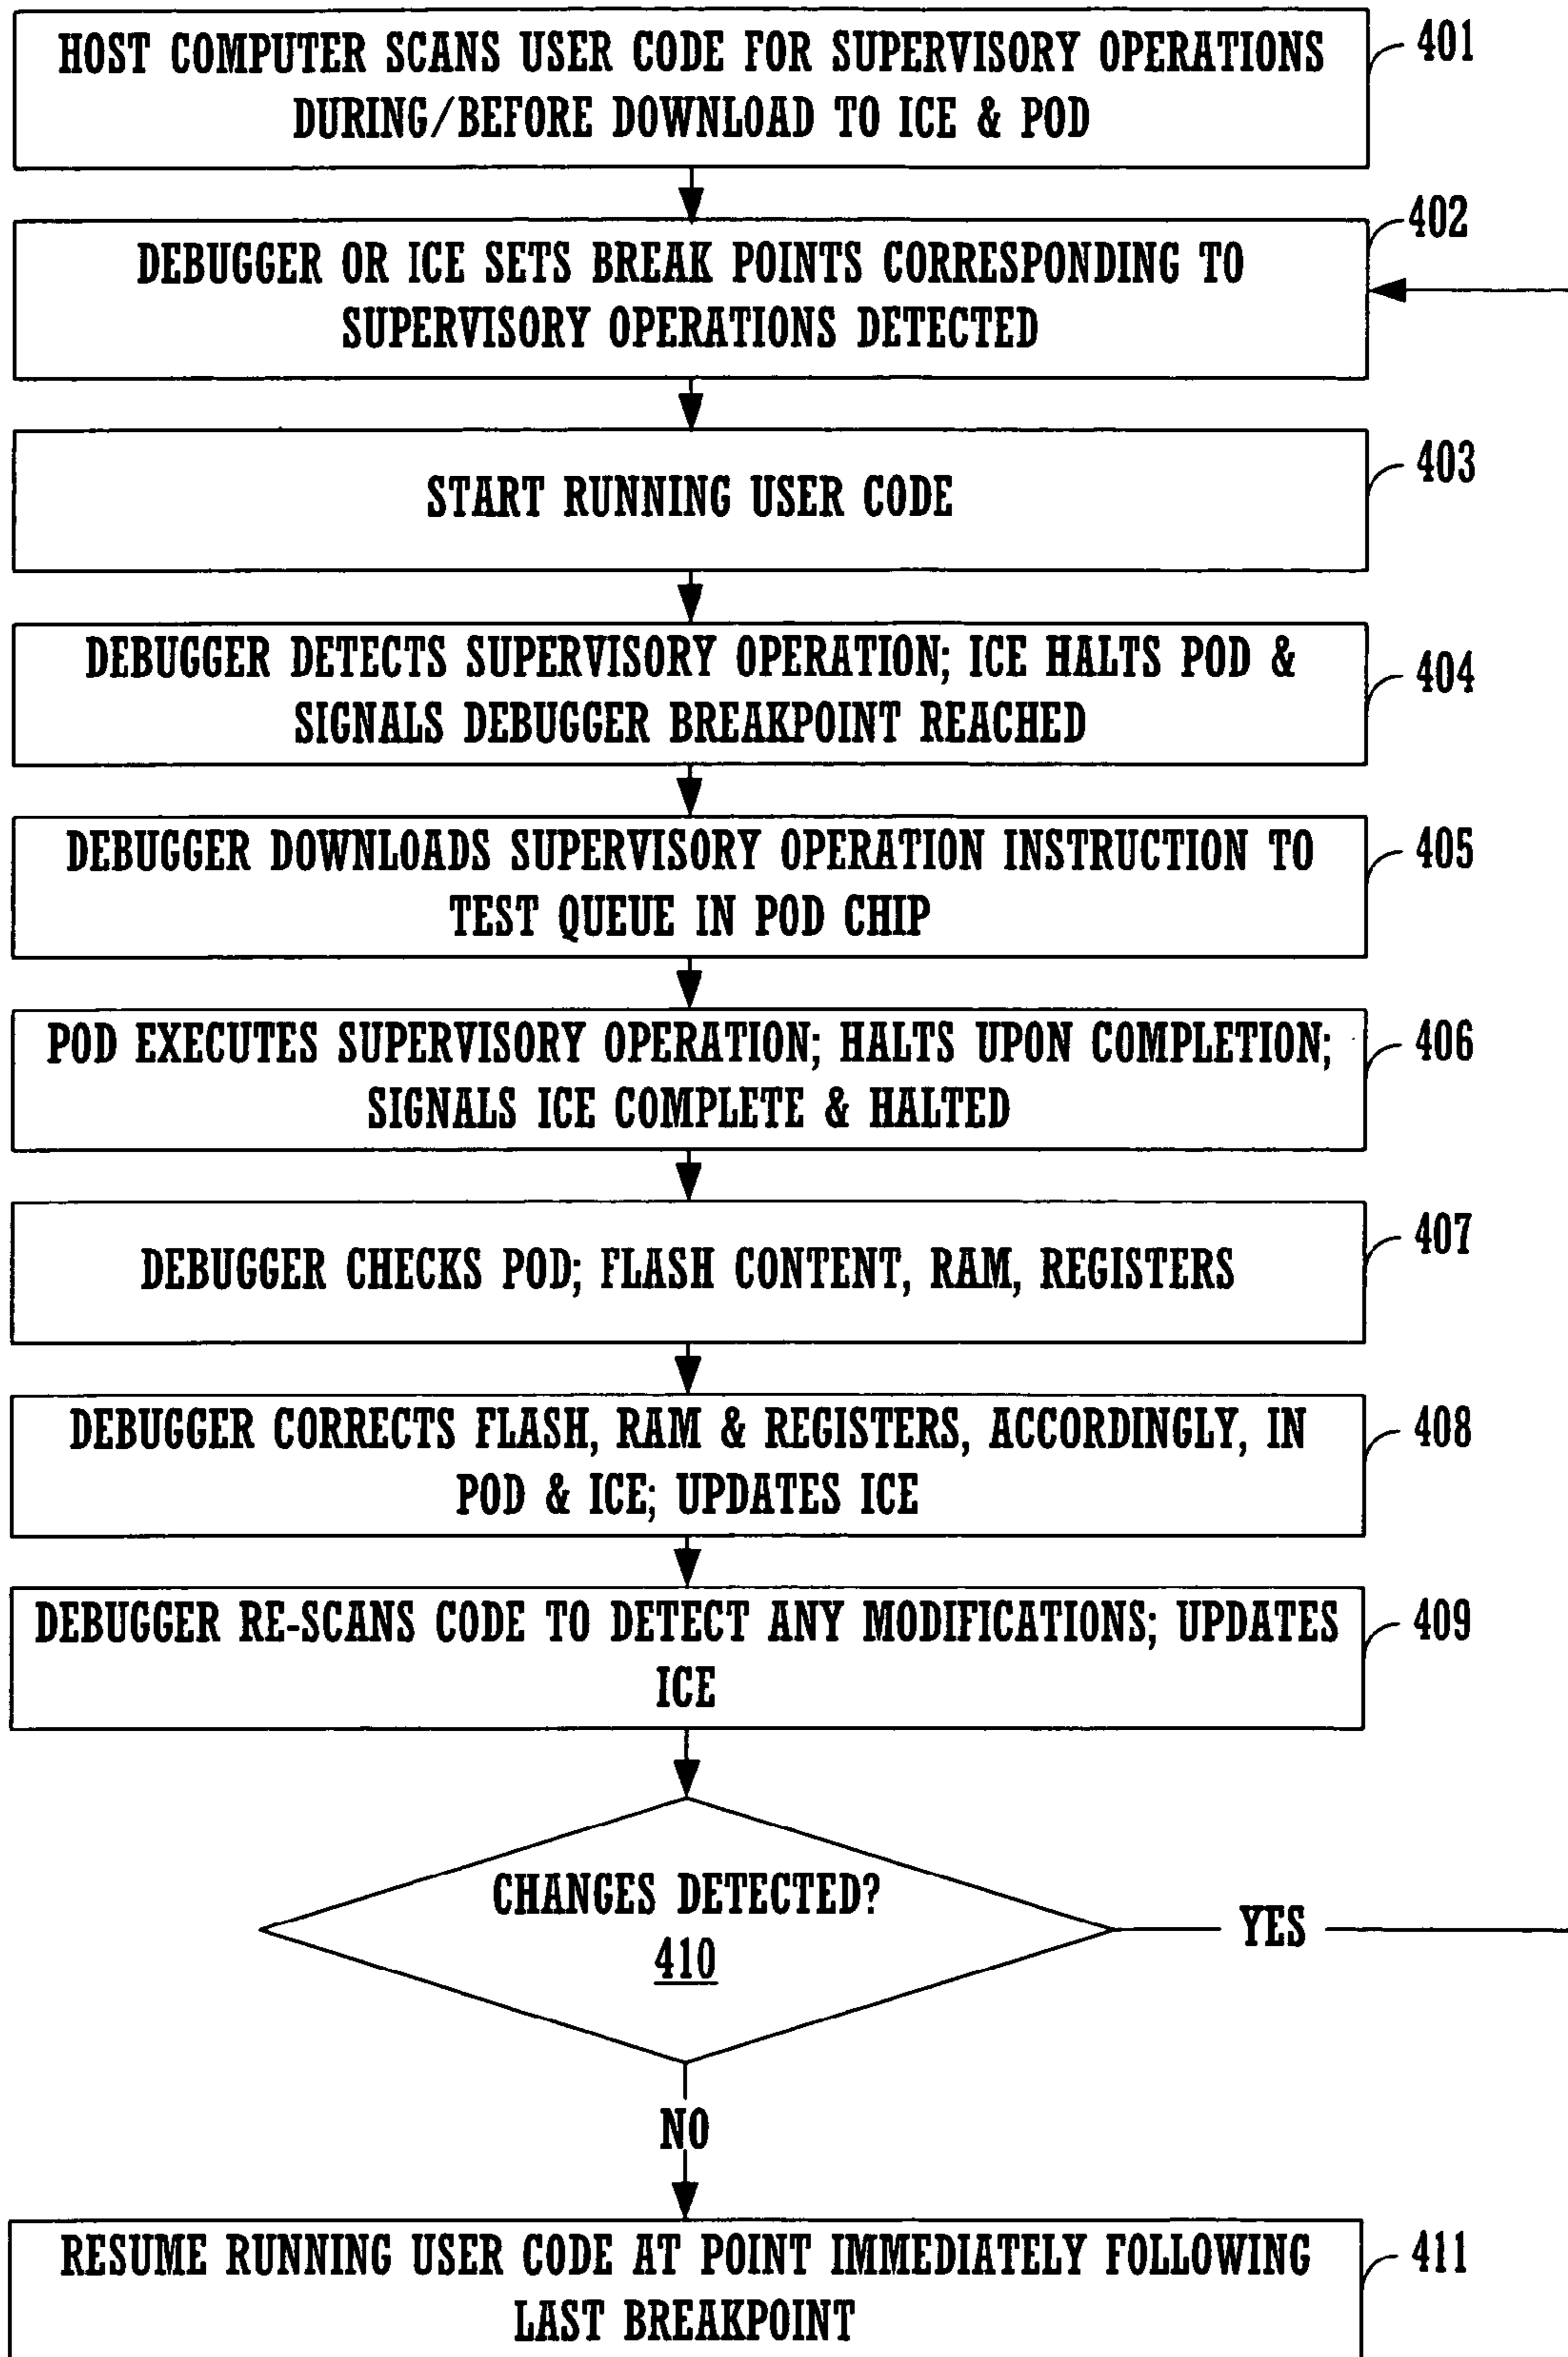 HOST COMPUTER SCANS USER CODE FOR SUPERVISORY OPERATIONS
DURING/BEFORE DOWNLOAD TO ICE & POD
401
DEBUGGER OR ICE SETS BREAK POINTS CORRESPONDING TO
SUPERVISORY OPERATIONS DETECTED
402
START RUNNING USER CODE
403
DEBUGGER DETECTS SUPERVISORY OPERATION; ICE HALTS POD &
SIGNALS DEBUGGER BREAKPOINT REACHED
404
DEBUGGER DOWNLOADS SUPERVISORY OPERATION INSTRUCTION TO
TEST QUEUE IN POD CHIP
405
POD EXECUTES SUPERVISORY OPERATION; HALTS UPON COMPLETION;
SIGNALS ICE COMPLETE & HALTED
406
DEBUGGER CHECKS POD; FLASH CONTENT, RAM, REGISTERS
407
DEBUGGER CORRECTS FLASH, RAM & REGISTERS, ACCORDINGLY, IN
POD & ICE; UPDATES ICE
408
DEBUGGER RE-SCANS CODE TO DETECT ANY MODIFICATIONS; UPDATES
ICE
409
CHANGES DETECTED?
410
YES
NO
RESUME RUNNING USER CODE AT POINT IMMEDIATELY FOLLOWING
LAST BREAKPOINT
411